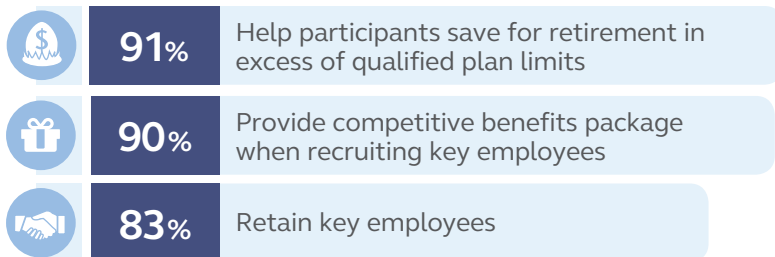 $
91%
Help participants save for retirement in
excess of qualified plan limits
90%
Provide competitive benefits package
when recruiting key employees
83%
Retain key employees